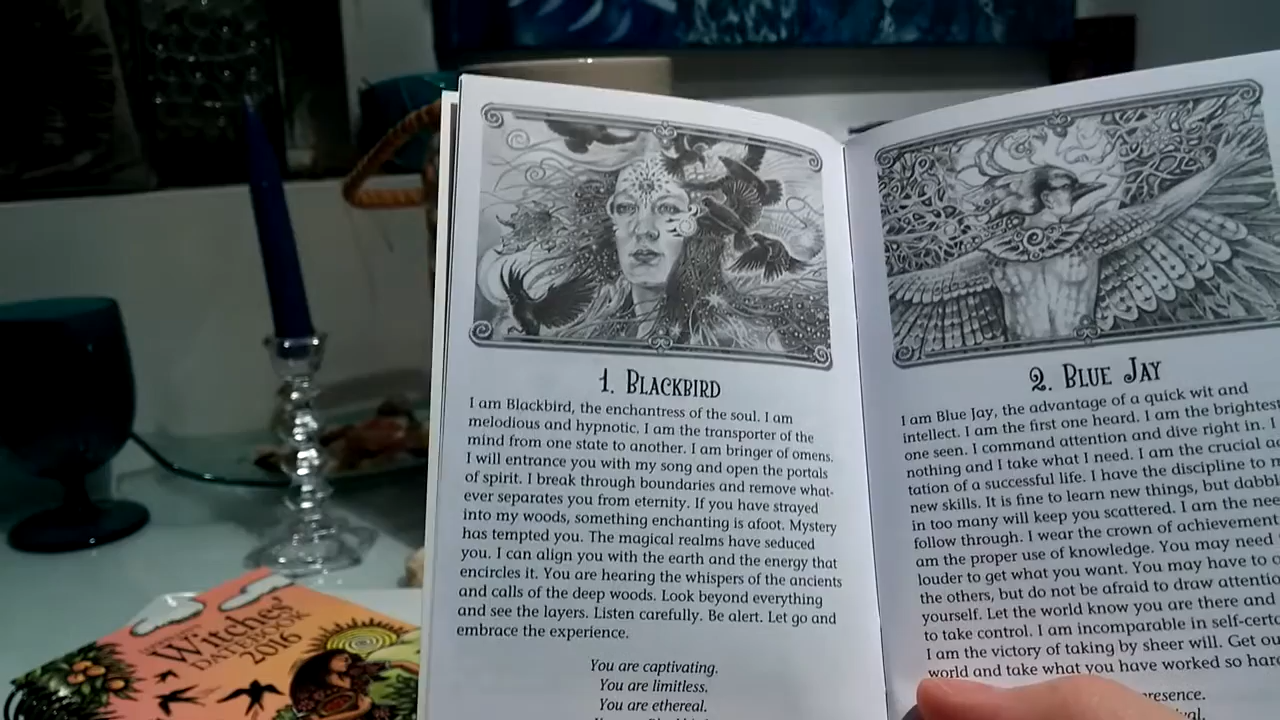 1. BLACKBIRD
I am Blackbird, the enchantress of the soul. I am
melodious and hypnotic. I am the transporter of the
mind from one state to another. I am bringer of omens.
I will entrance you with my song and open the portals
of spirit. I break through boundaries and remove what-
ever separates you from eternity. If you have strayed
into my woods, something enchanting is afoot. Mystery
has tempted you. The magical realms have seduced
you. I can align you with the earth and the energy that
encircles it. You are hearing the whispers of the ancients
and calls of the deep woods. Look beyond everything
and see the layers. Listen carefully. Be alert. Let go and
embrace the experience.
You are captivating.
You are limitless.
You are ethereal.
2. BLUE JAY
I am Blue Jay, the advantage of a quick wit and
intellect. I am the first one heard. I am the brightest
one seen. I command attention and dive right in. I
nothing and I take what I need. I am the crucial
tation of a successful life. I have the discipline to
new skills. It is fine to learn new things, but
in too many will keep you scattered. I am the
follow through. I wear the crown of achievement
am the proper use of knowledge. You may need
louder to get what you want. You may have to
the others, but do not be afraid to draw
yourself. Let the world know you are there and
to take control. I am incomparable in
I am the victory of taking by sheer will. Get
world and take what you have worked so
Witches'
DATEBOOK
2016